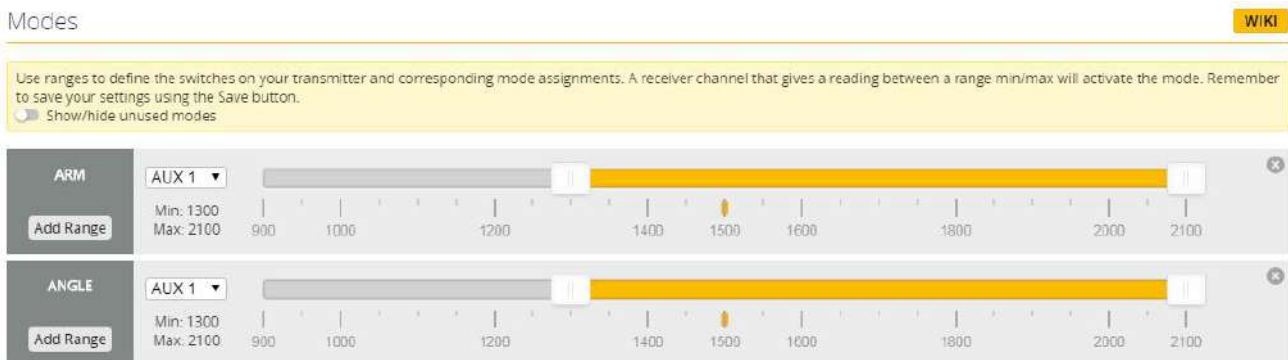 Modes
WIKI
Use ranges to define the switches on your transmitter and corresponding mode assignments. A receiver channel that gives a reading between a range min/max will activate the mode. Remember
to save your settings using the Save button.
Show/hide unused modes
ARM
AUX 1
Add Range
Min: 1300
Max: 2100
900 1000 1200 1400 1500 1600 1800 2000 2100
ANGLE
AUX 1
Add Range
Min: 1300
Max: 2100
900 1000 1200 1400 1500 1600 1800 2000 2100